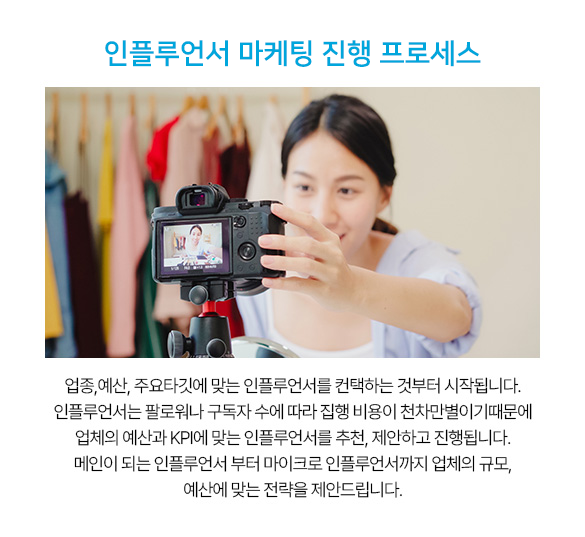 인플루언서 마케팅 진행 프로세스
업종,예산, 주요타깃에 맞는 인플루언서를 컨택하는 것부터 시작됩니다.
인플루언서는 팔로워나 구독자 수에 따라 집행 비용이 천차만별이기때문에
업체의 예산과 KPI에 맞는 인플루언서를 추천, 제안하고 진행됩니다.
메인이 되는 인플루언서 부터 마이크로 인플루언서까지 업체의 규모,
예산에 맞는 전략을 제안드립니다.